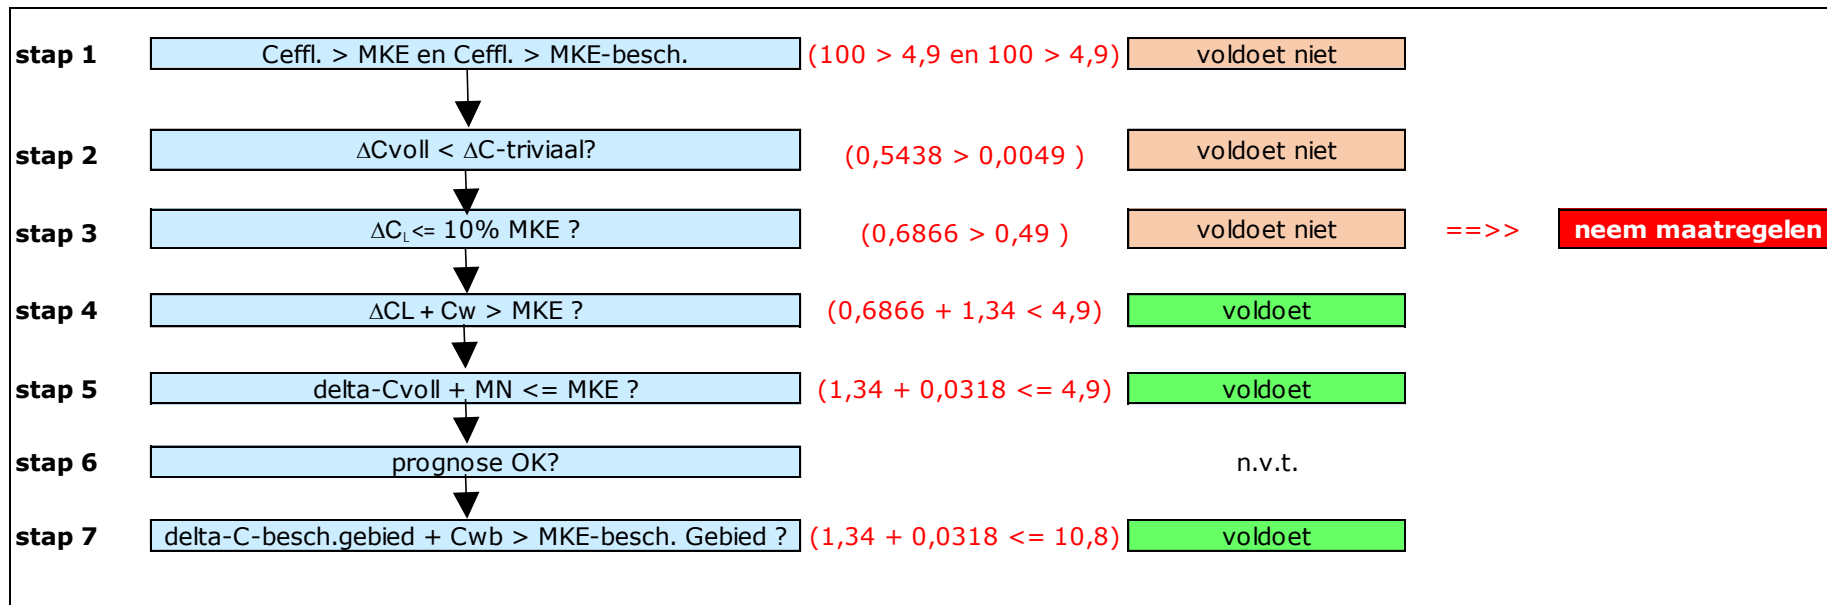 stap 1 Ceffl. > MKE en Ceffl. > MKE-besch. (100 > 4,9 en 100 > 4,9) voldoet niet
stap 2 ΔCvoll < ΔC-triviaal? (0,5438 > 0,0049 ) voldoet niet
stap 3 ΔCL <= 10% MKE ? (0,6866 > 0,49 ) voldoet niet ==>> neem maatregelen
stap 4 ΔCL + Cw > MKE ? (0,6866 + 1,34 < 4,9) voldoet
stap 5 delta-Cvoll + MN <= MKE ? (1,34 + 0,0318 <= 4,9) voldoet
stap 6 prognose OK? n.v.t.
stap 7 delta-C-besch.gebied + Cwb > MKE-besch. Gebied ? (1,34 + 0,0318 <= 10,8) voldoet